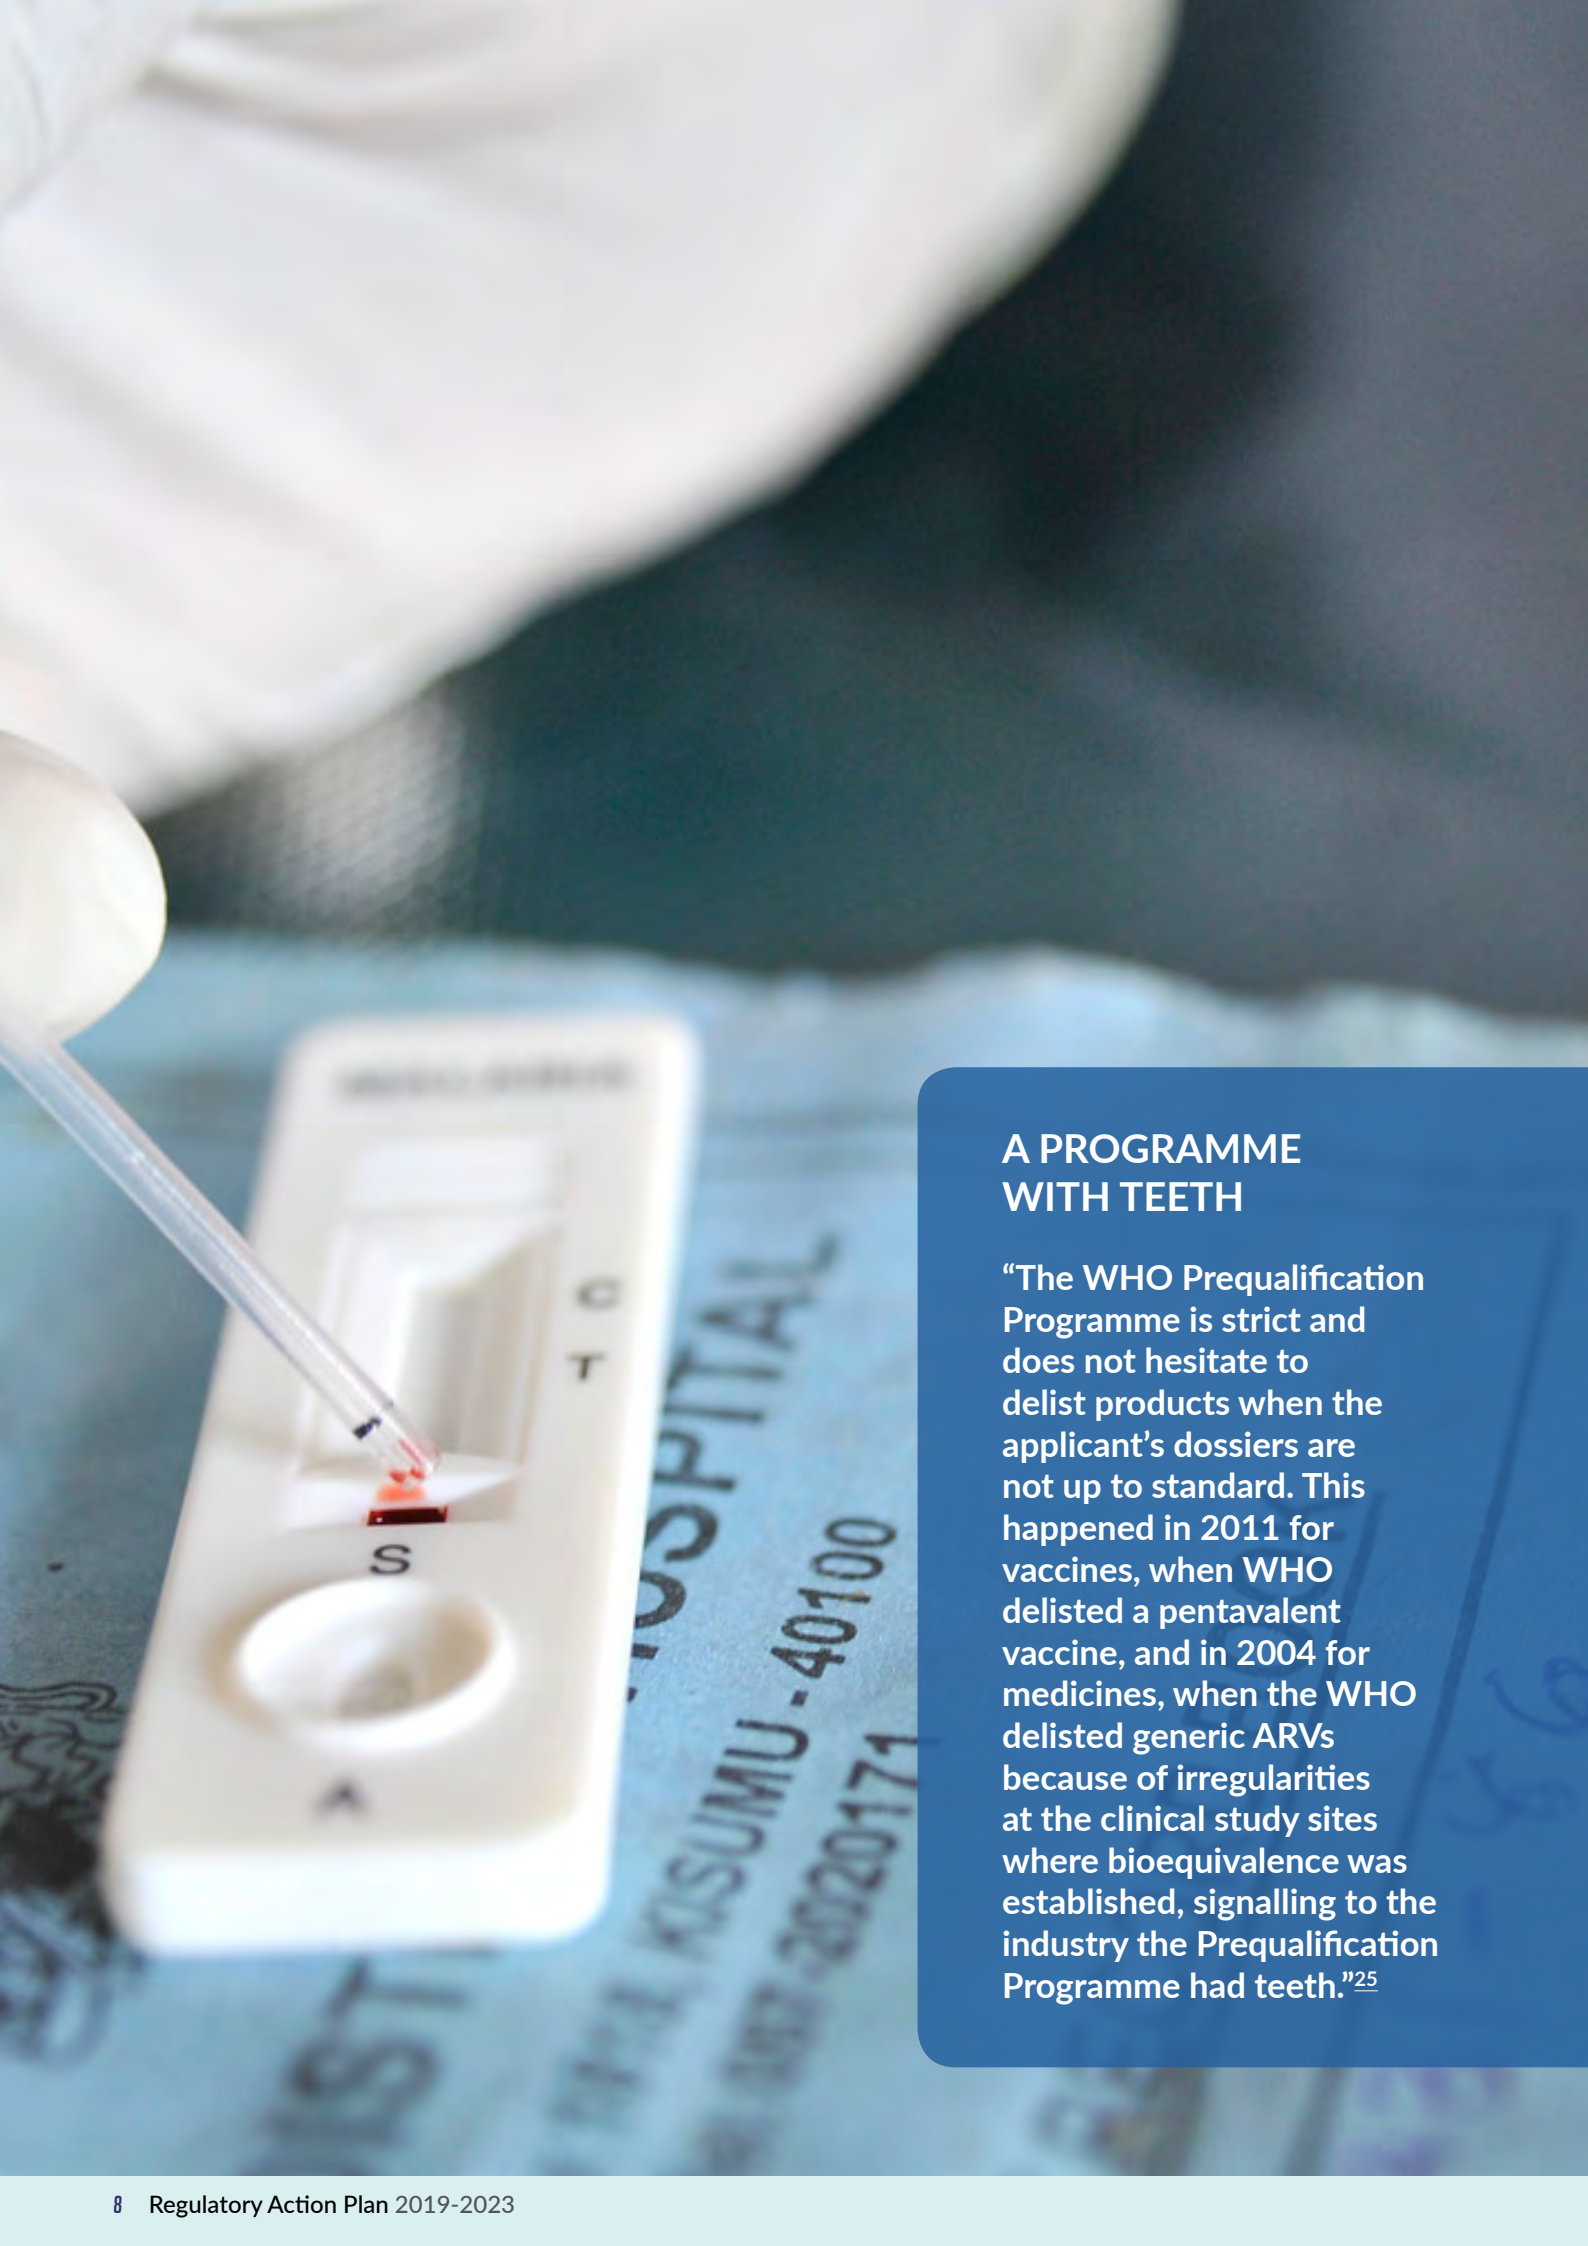 C
T
S
A
HOSPITAL
KISUMU - 40100
2020171
DIST
A PROGRAMME
WITH TEETH
“The WHO Prequalification
Programme is strict and
does not hesitate to
delist products when the
applicant’s dossiers are
not up to standard. This
happened in 2011 for
vaccines, when WHO
delisted a pentavalent
vaccine, and in 2004 for
medicines, when the WHO
delisted generic ARVs
because of irregularities
at the clinical study sites
where bioequivalence was
established, signalling to the
industry the Prequalification
Programme had teeth.”25
8 Regulatory Action Plan 2019-2023